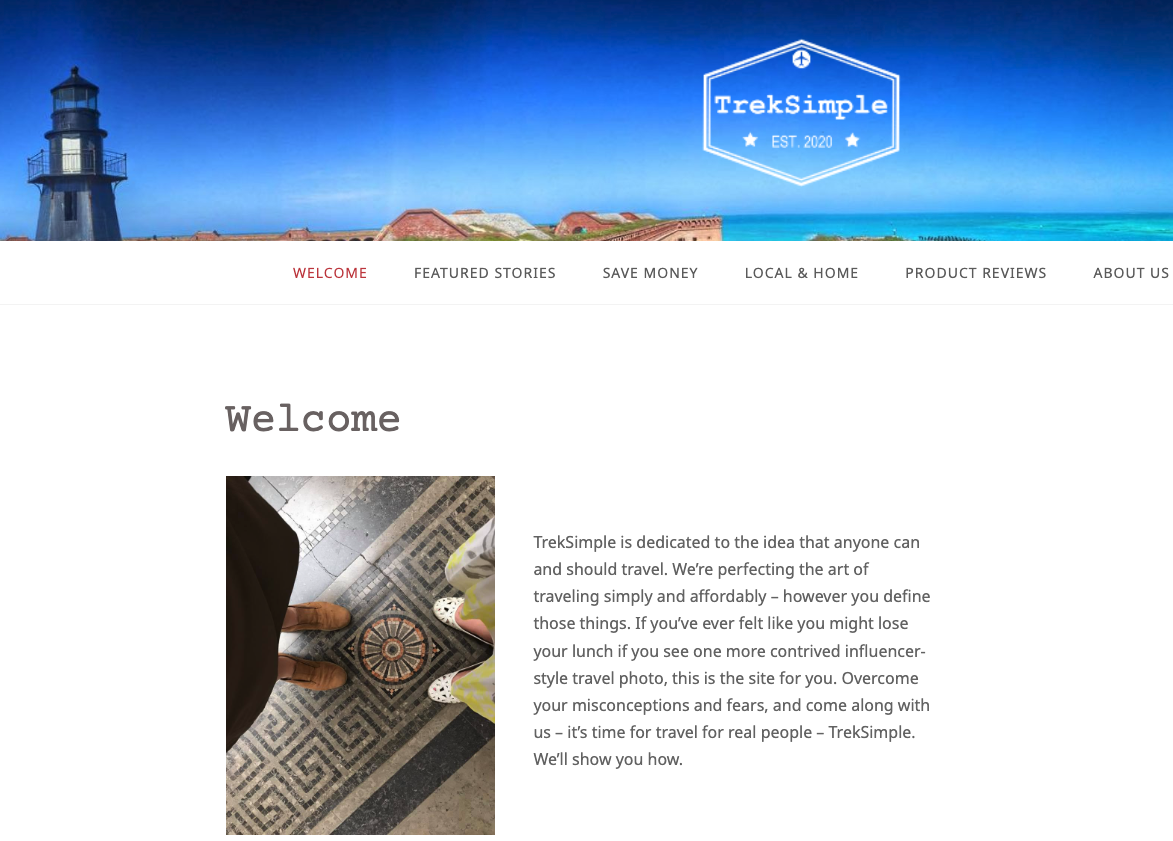 TrekSimple
EST. 2020
WELCOME FEATURED STORIES SAVE MONEY LOCAL & HOME PRODUCT REVIEWS ABOUT US
Welcome
TrekSimple is dedicated to the idea that anyone can
and should travel. We’re perfecting the art of
traveling simply and affordably – however you define
those things. If you’ve ever felt like you might lose
your lunch if you see one more contrived influencer-
style travel photo, this is the site for you. Overcome
your misconceptions and fears, and come along with
us – it’s time for travel for real people – TrekSimple.
We’ll show you how.